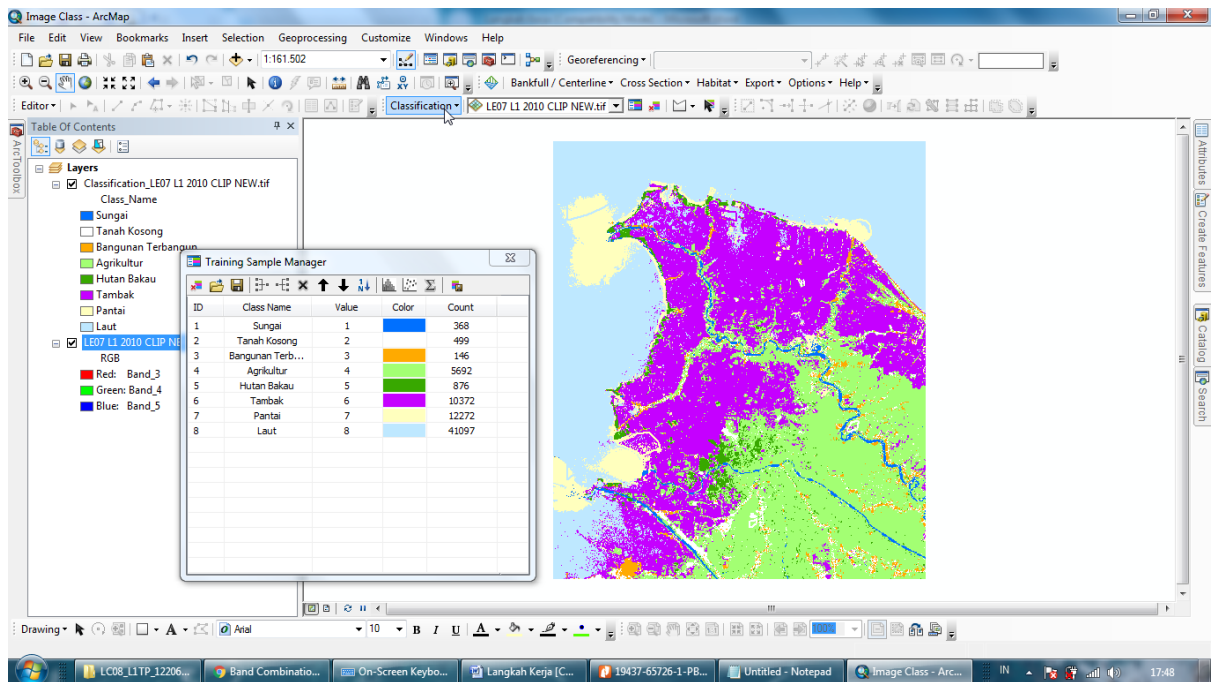 Image Class - ArcMap
File Edit View Bookmarks Insert Selection Geoprocessing Customize Windows Help
1:161.502
Georeferencing
Bankfull / Centerline Cross Section Habitat Export Options Help
Editor
Classification
LE07 L1 2010 CLIP NEW.tif
Table Of Contents
ArcToolbox
Layers
Classification_LE07 L1 2010 CLIP NEW.tif
Class_Name
Sungai
Tanah Kosong
Bangunan Terbangun
Agrikultur
Hutan Bakau
Tambak
Pantai
Laut
LE07 L1 2010 CLIP NE
RGB
Red: Band_3
Green: Band_4
Blue: Band_5
Training Sample Manager
ID Class Name Value Color Count
1 Sungai 1 368
2 Tanah Kosong 2 499
3 Bangunan Terb... 3 146
4 Agrikultur 4 5692
5 Hutan Bakau 5 876
6 Tambak 6 10372
7 Pantai 7 12272
8 Laut 8 41097
Attributes
Create Features
Catalog
Search
Drawing
A
Arial
10
B I U A
100%
LC08_L1TP_12206...
Band Combinatio...
On-Screen Keybo...
Langkah Kerja [C...
19437-65726-1-PB...
Untitled - Notepad
Image Class - Arc...
IN
17:48